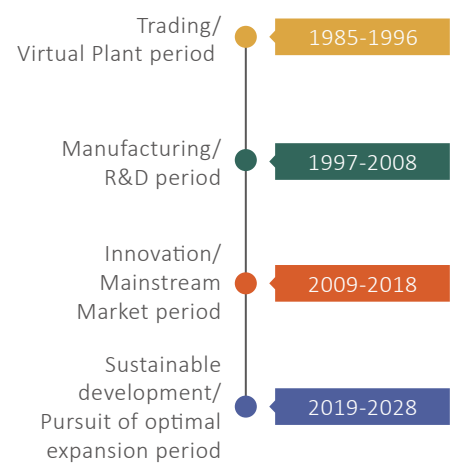 Trading/
Virtual Plant period
1985-1996
Manufacturing/
R&D period
1997-2008
Innovation/
Mainstream
Market period
2009-2018
Sustainable
development/
Pursuit of optimal
expansion period
2019-2028